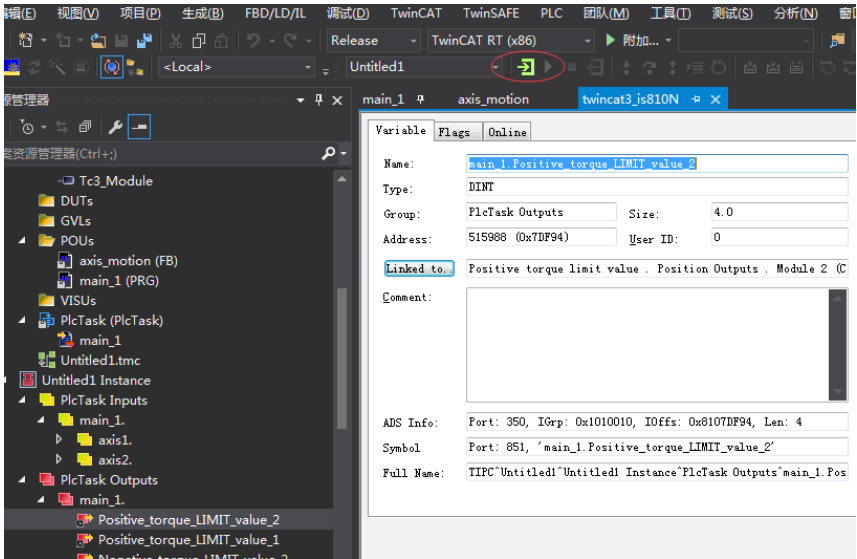 编辑(E) 视图(V) 项目(P) 生成(B) FBD/LD/IL 调试(D) TwinCAT TwinSAFE PLC 团队(M) 工具(T) 测试(S) 分析(N)
Release TwinCAT RT (x86) 附加...
<Local> Untitled1
main_1 axis_motion twincat3_is810N
Variable Flags Online
Name: main_1.Positive_torque_LIMIT_value_2
Type: DINT
Group: PlcTask Outputs Size: 4.0
Address: 515988 (0x7DF94) User ID: 0
Linked to.. Positive torque limit value . Position Outputs . Module 2 (C
Comment:
ADS Info: Port: 350, IGrp: 0x1010010, IOffs: 0x8107DF94, Len: 4
Symbol Port: 851, 'main_1.Positive_torque_LIMIT_value_2'
Full Name: TIPC^Untitled1^Untitled1 Instance^PlcTask Outputs^main_1.Pos
源管理器
案资源管理器(Ctrl+;)
Tc3_Module
DUTs
GVLs
POUs
axis_motion (FB)
main_1 (PRG)
VISUs
PlcTask (PlcTask)
main_1
Untitled1.tmc
Untitled1 Instance
PlcTask Inputs
main_1.
axis1.
axis2.
PlcTask Outputs
main_1.
Positive_torque_LIMIT_value_2
Positive_torque_LIMIT_value_1
Negative_torque_LIMIT_value_2